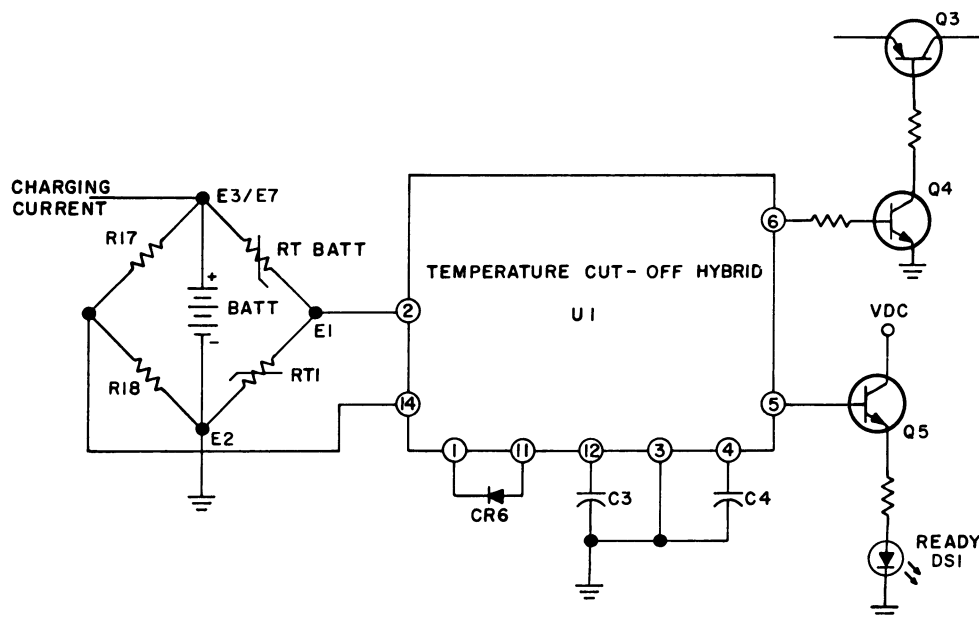 Q3
CHARGING
CURRENT
E3/E7
Q4
6
R17
RT BATT
TEMPERATURE CUT-OFF HYBRID
U1
+
BATT
-
2
E1
VDC
R18
RT1
14
5
Q5
E2
1
11
12
3
4
CR6
C3
C4
READY
DS1